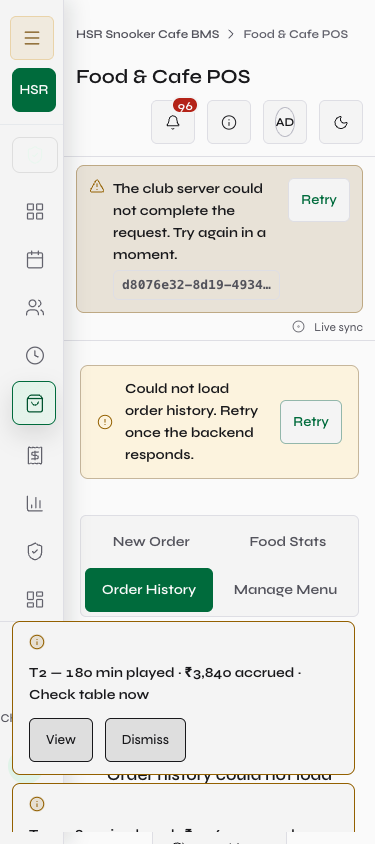 HSR Snooker Cafe BMS > Food & Cafe POS
HSR
Food & Cafe POS
96
AD
The club server could
not complete the
request. Try again in a
moment.
Retry
d8076e32-8d19-4934…
Live sync
Could not load
order history. Retry
once the backend
responds.
Retry
New Order
Food Stats
Order History
Manage Menu
T2 — 180 min played · ₹3,840 accrued ·
Check table now
View
Dismiss
Order history could not load